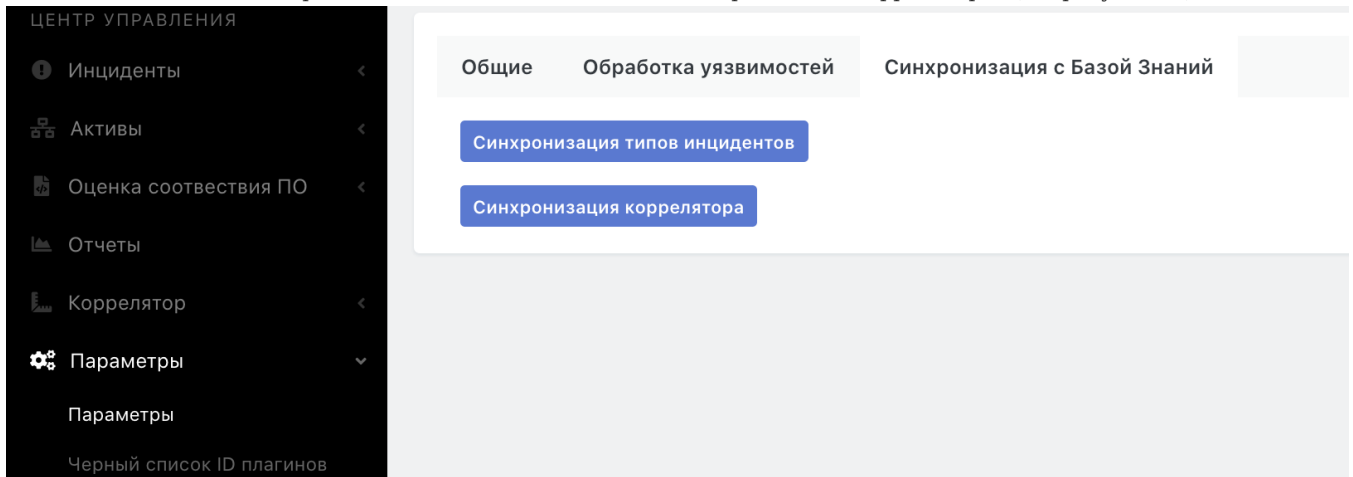 ЦЕНТР УПРАВЛЕНИЯ
Инциденты
Активы
Оценка соотвествия ПО
Отчеты
Коррелятор
Параметры
Параметры
Черный список ID плагинов
Общие Обработка уязвимостей Синхронизация с Базой Знаний
Синхронизация типов инцидентов
Синхронизация коррелятора